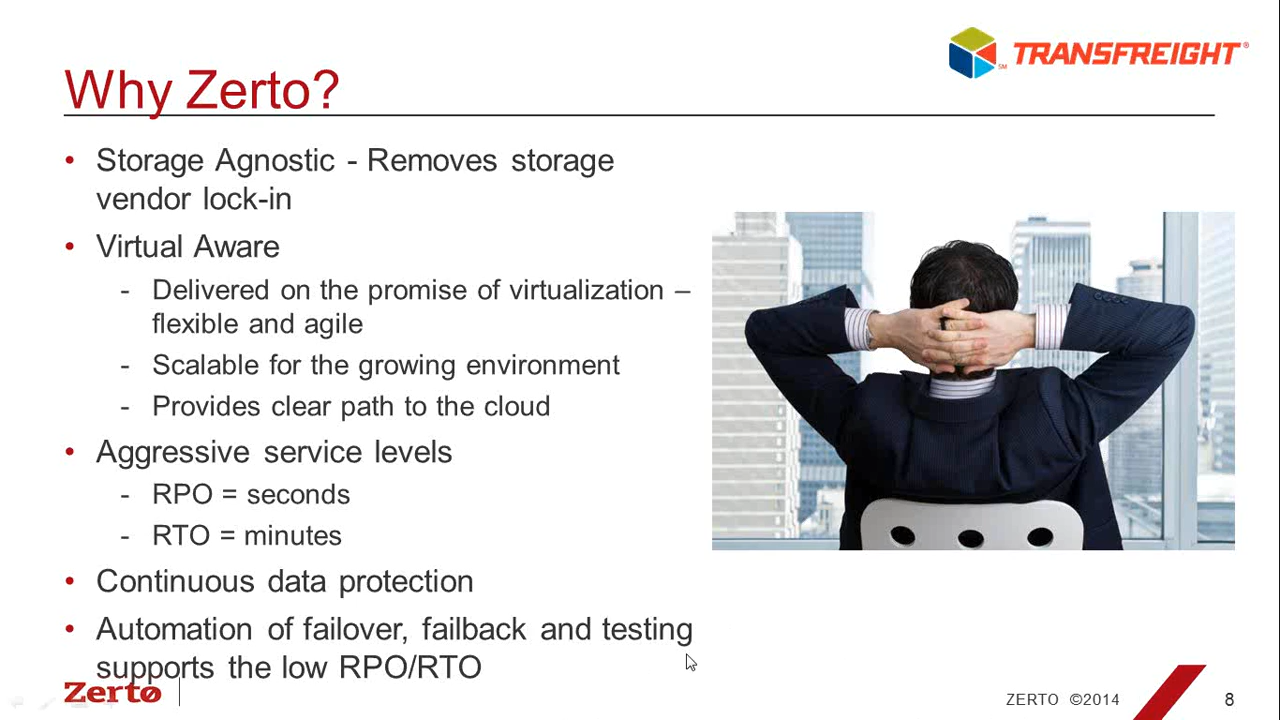 TRANSFREIGHT®
SM
Why Zerto?
• Storage Agnostic - Removes storage
vendor lock-in
• Virtual Aware
- Delivered on the promise of virtualization –
flexible and agile
- Scalable for the growing environment
- Provides clear path to the cloud
• Aggressive service levels
- RPO = seconds
- RTO = minutes
• Continuous data protection
• Automation of failover, failback and testing
supports the low RPO/RTO
Zerto
ZERTO ©2014
8